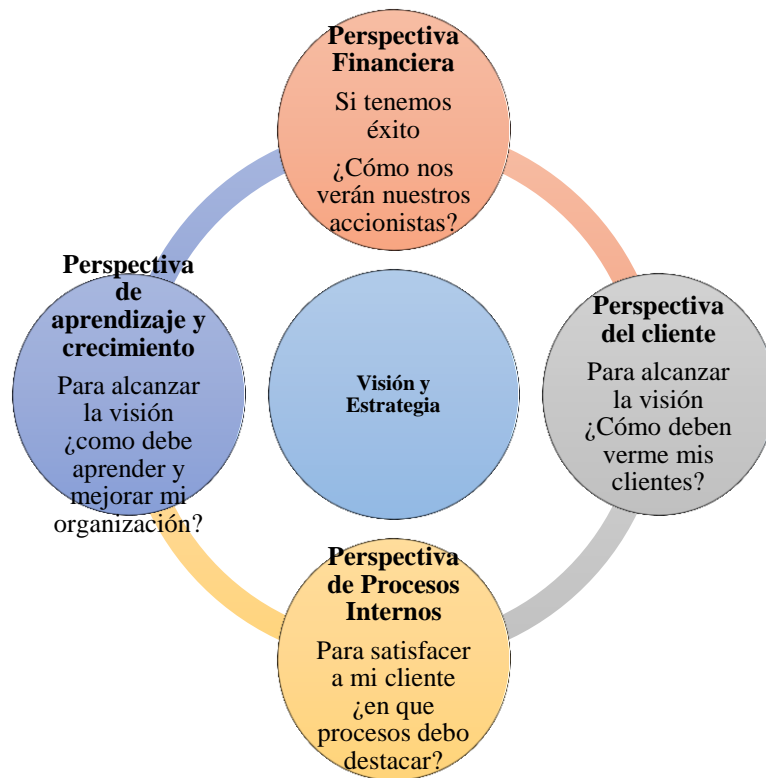 Perspectiva
Financiera
Si tenemos
éxito
¿Cómo nos
verán nuestros
accionistas?
Perspectiva
del cliente
Para alcanzar
la visión
¿Cómo deben
verme mis
clientes?
Perspectiva
de Procesos
Internos
Para satisfacer
a mi cliente
¿en que
procesos debo
destacar?
Perspectiva
de
aprendizaje y
crecimiento
Para alcanzar
la visión
¿como debe
aprender y
mejorar mi
organización?
Visión y
Estrategia